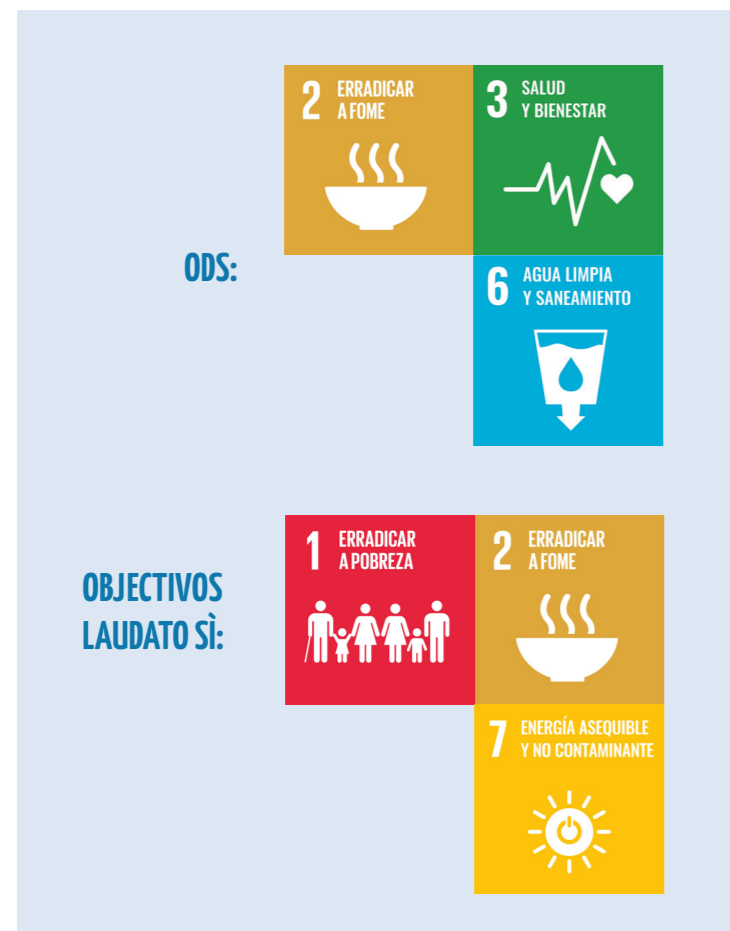 2 ERRADICAR
A FOME
3 SALUD
Y BIENESTAR
ODS:
6 AGUA LIMPIA
Y SANEAMIENTO
1 ERRADICAR
A POBREZA
2 ERRADICAR
A FOME
OBJECTIVOS
LAUDATO SÌ:
7 ENERGÍA ASEQUIBLE
Y NO CONTAMINANTE